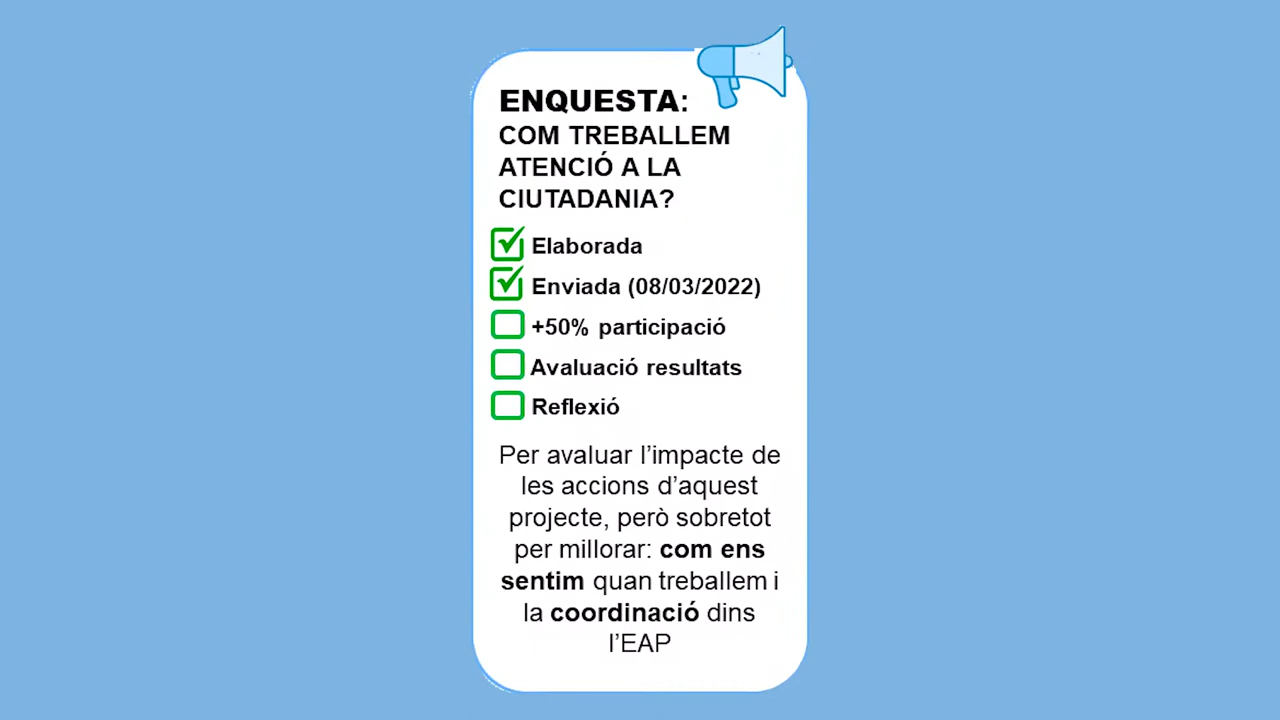 ENQUESTA:
COM TREBALLEM
ATENCIÓ A LA
CIUTADANIA?
Elaborada
Enviada (08/03/2022)
+50% participació
Avaluació resultats
Reflexió
Per avaluar l’impacte de
les accions d’aquest
projecte, però sobretot
per millorar: com ens
sentim quan treballem i
la coordinació dins
l’EAP